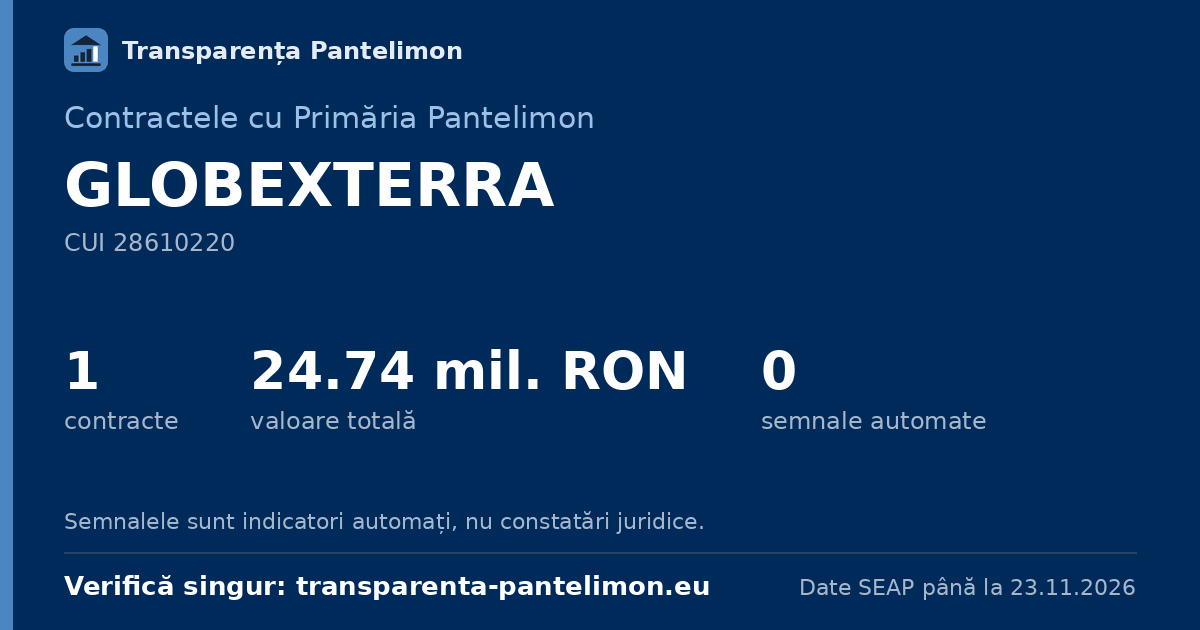 Transparența Pantelimon
Contractele cu Primăria Pantelimon
GLOBEXTERRA
CUI 28610220
1
contracte
24.74 mil. RON
valoare totală
0
semnale automate
Semnalele sunt indicatori automați, nu constatări juridice.
Verifică singur: transparenta-pantelimon.eu
Date SEAP până la 23.11.2026